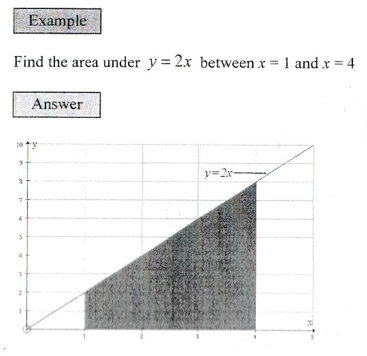 Example
Find the area under y = 2x between x = 1 and x = 4
Answer
10 y
9
8
y=2x
7
6
5
4
3
2
1
x
1 2 3 4 5